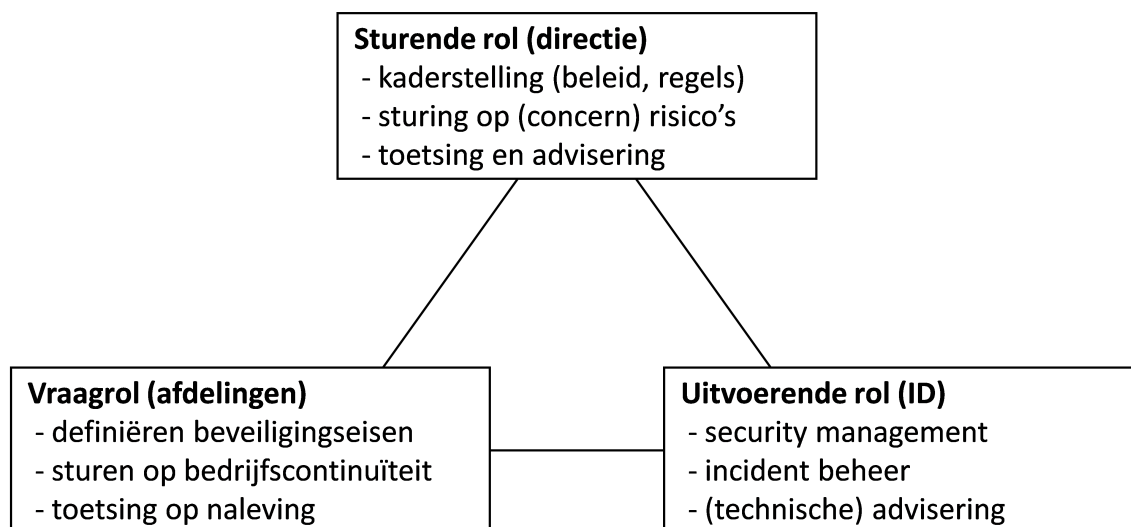 Sturende rol (directie)
- kaderstelling (beleid, regels)
- sturing op (concern) risico’s
- toetsing en advisering
Vraagrol (afdelingen)
- definiëren beveiligingseisen
- sturen op bedrijfscontinuïteit
- toetsing op naleving
Uitvoerende rol (ID)
- security management
- incident beheer
- (technische) advisering